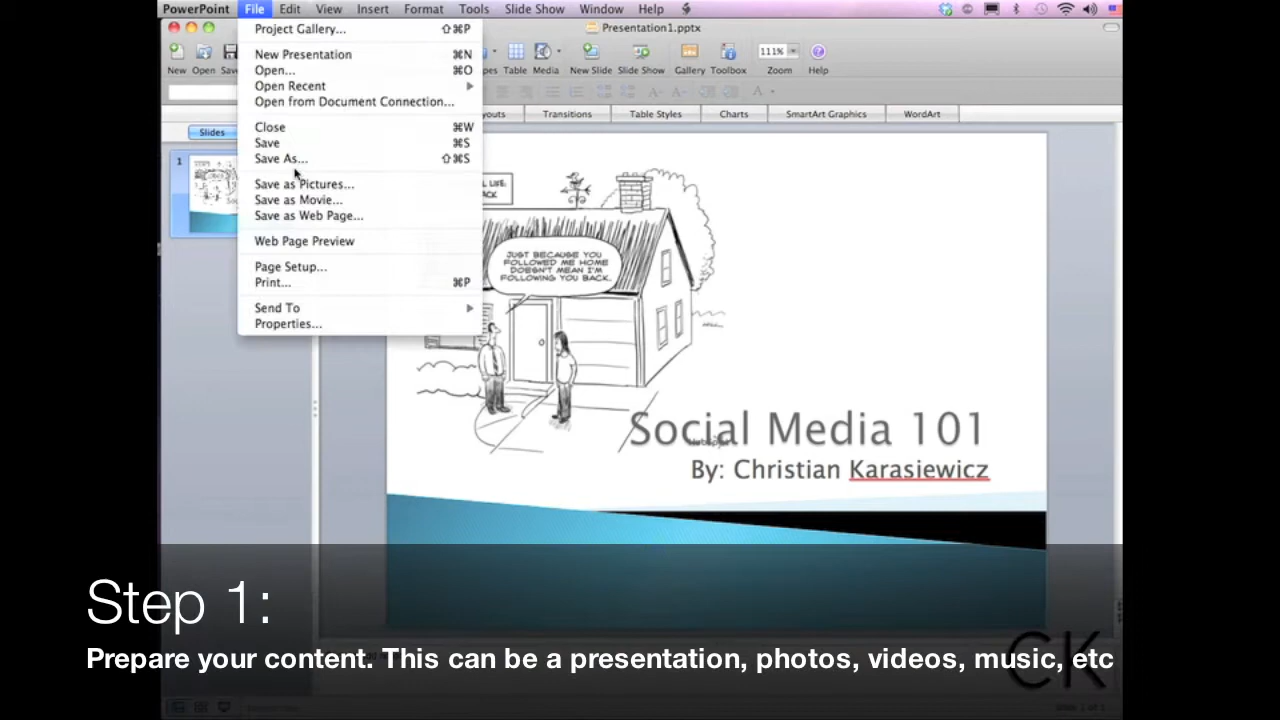 PowerPoint File Edit View Insert Format Tools Slide Show Window Help
Presentation1.pptx
New Open Save Table Media New Slide Slide Show Gallery Toolbox Zoom Help
111%
Transitions Table Styles Charts SmartArt Graphics WordArt
Slides
1
Project Gallery... ⇧⌘P
New Presentation ⌘N
Open... ⌘O
Open Recent
Open from Document Connection...
Close ⌘W
Save ⌘S
Save As... ⇧⌘S
Save as Pictures...
Save as Movie...
Save as Web Page...
Web Page Preview
Page Setup...
Print... ⌘P
Send To
Properties...
JUST BECAUSE YOU
FOLLOWED ME HOME
DOESN'T MEAN I'M
FOLLOWING YOU BACK.
Social Media 101
By: Christian Karasiewicz
Step 1:
Prepare your content. This can be a presentation, photos, videos, music, etc
CK